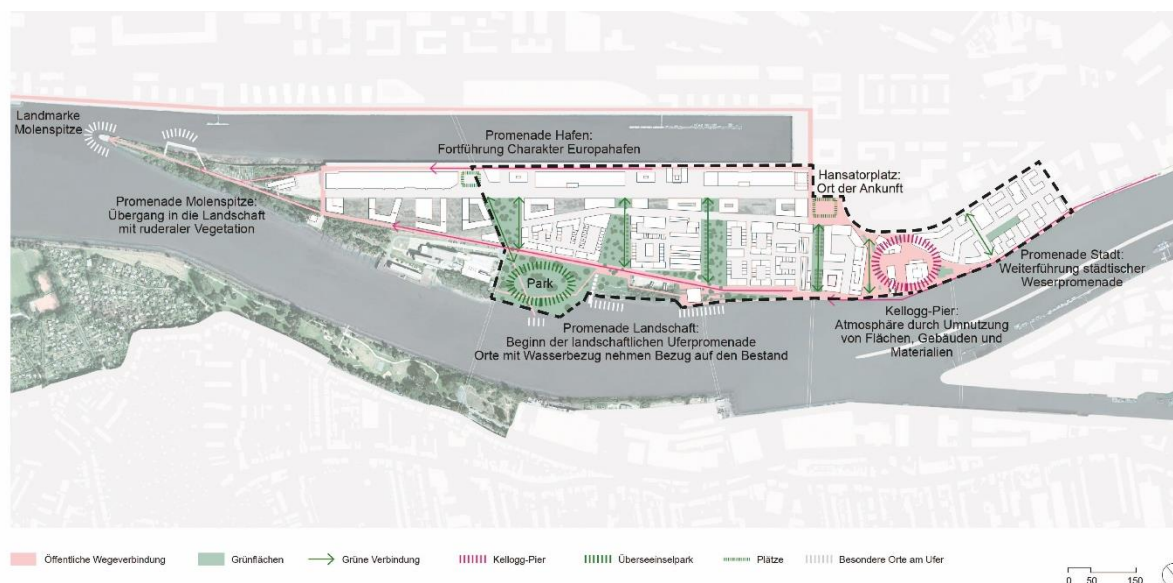 Landmarke
Molenspitze
Promenade Hafen:
Fortführung Charakter Europahafen
Hansatorplatz:
Ort der Ankunft
Promenade Molenspitze:
Übergang in die Landschaft
mit ruderaler Vegetation
Park
Promenade Stadt:
Weiterführung städtischer
Weserpromenade
Kellogg-Pier:
Atmosphäre durch Umnutzung
von Flächen, Gebäuden und
Materialien
Promenade Landschaft:
Beginn der landschaftlichen Uferpromenade
Orte mit Wasserbezug nehmen Bezug auf den Bestand
Öffentliche Wegeverbindung
Grünflächen
Grüne Verbindung
Kellogg-Pier
Überseeinselpark
Plätze
Besondere Orte am Ufer
0 50 150